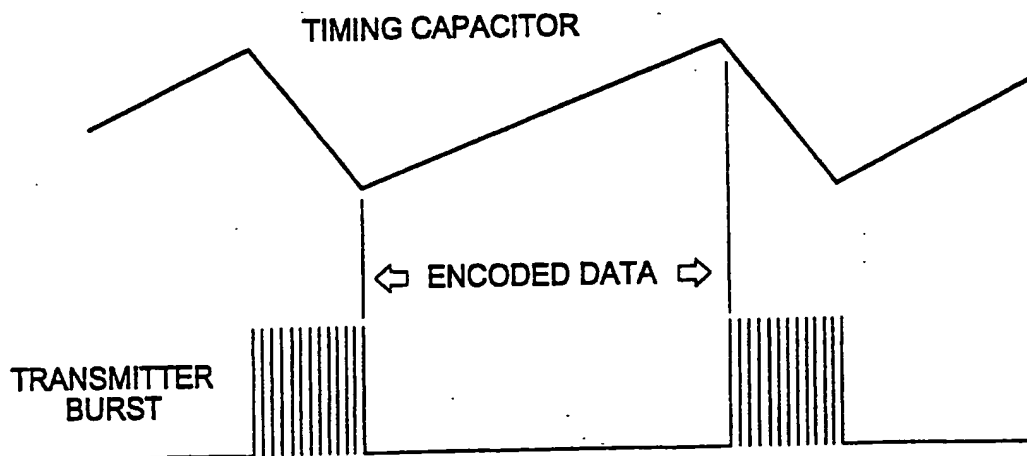 TIMING CAPACITOR
ENCODED DATA
TRANSMITTER
BURST